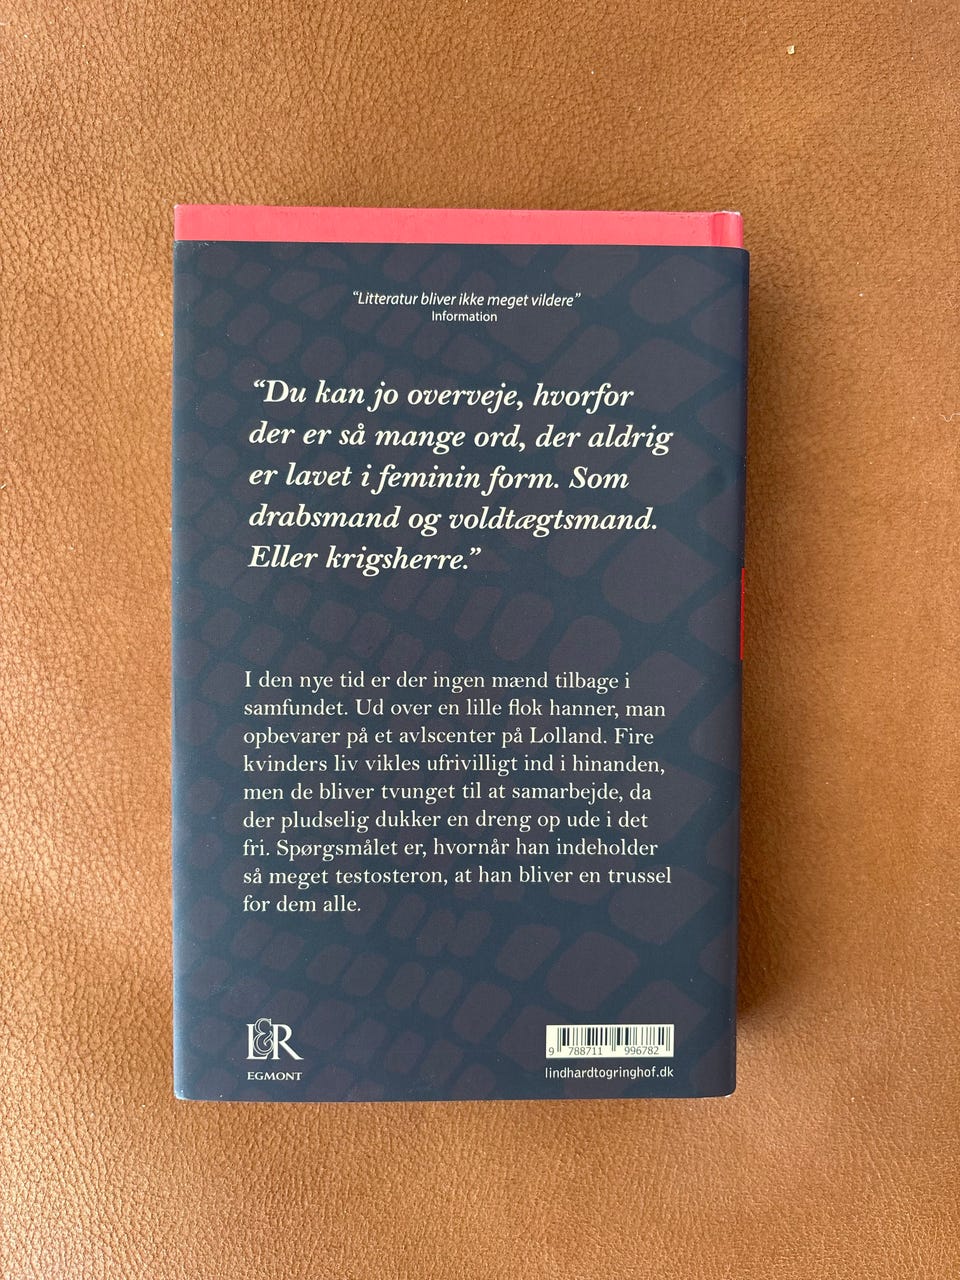 “Litteratur bliver ikke meget vildere”
Information
“Du kan jo overveje, hvorfor
der er så mange ord, der aldrig
er lavet i feminin form. Som
drabsmand og voldtægtsmand.
Eller krigsherre.”
I den nye tid er der ingen mænd tilbage i
samfundet. Ud over en lille flok hanner, man
opbevarer på et avlscenter på Lolland. Fire
kvinders liv vikles ufrivilligt ind i hinanden,
men de bliver tvunget til at samarbejde, da
der pludselig dukker en dreng op ude i det
fri. Spørgsmålet er, hvornår han indeholder
så meget testosteron, at han bliver en trussel
for dem alle.
L&R
EGMONT
9 788711 996782
lindhardtogringhof.dk